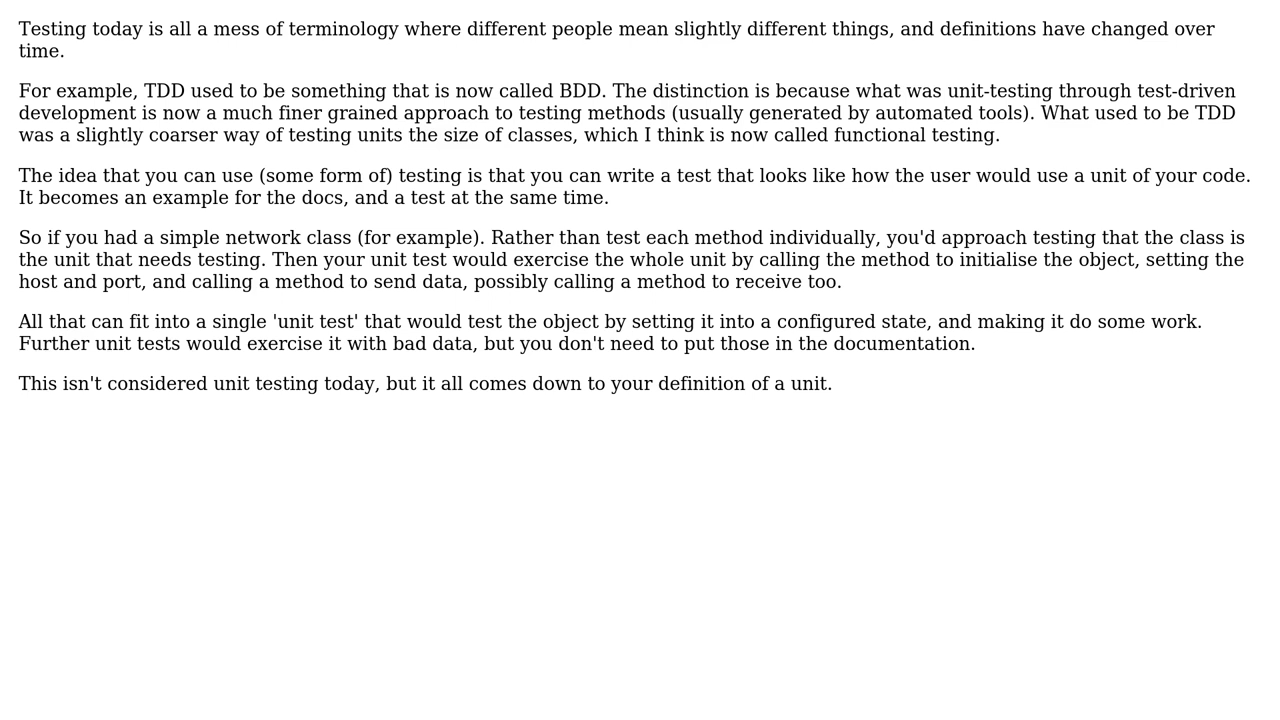 Testing today is all a mess of terminology where different people mean slightly different things, and definitions have changed over
time.
For example, TDD used to be something that is now called BDD. The distinction is because what was unit-testing through test-driven
development is now a much finer grained approach to testing methods (usually generated by automated tools). What used to be TDD
was a slightly coarser way of testing units the size of classes, which I think is now called functional testing.
The idea that you can use (some form of) testing is that you can write a test that looks like how the user would use a unit of your code.
It becomes an example for the docs, and a test at the same time.
So if you had a simple network class (for example). Rather than test each method individually, you'd approach testing that the class is
the unit that needs testing. Then your unit test would exercise the whole unit by calling the method to initialise the object, setting the
host and port, and calling a method to send data, possibly calling a method to receive too.
All that can fit into a single 'unit test' that would test the object by setting it into a configured state, and making it do some work.
Further unit tests would exercise it with bad data, but you don't need to put those in the documentation.
This isn't considered unit testing today, but it all comes down to your definition of a unit.